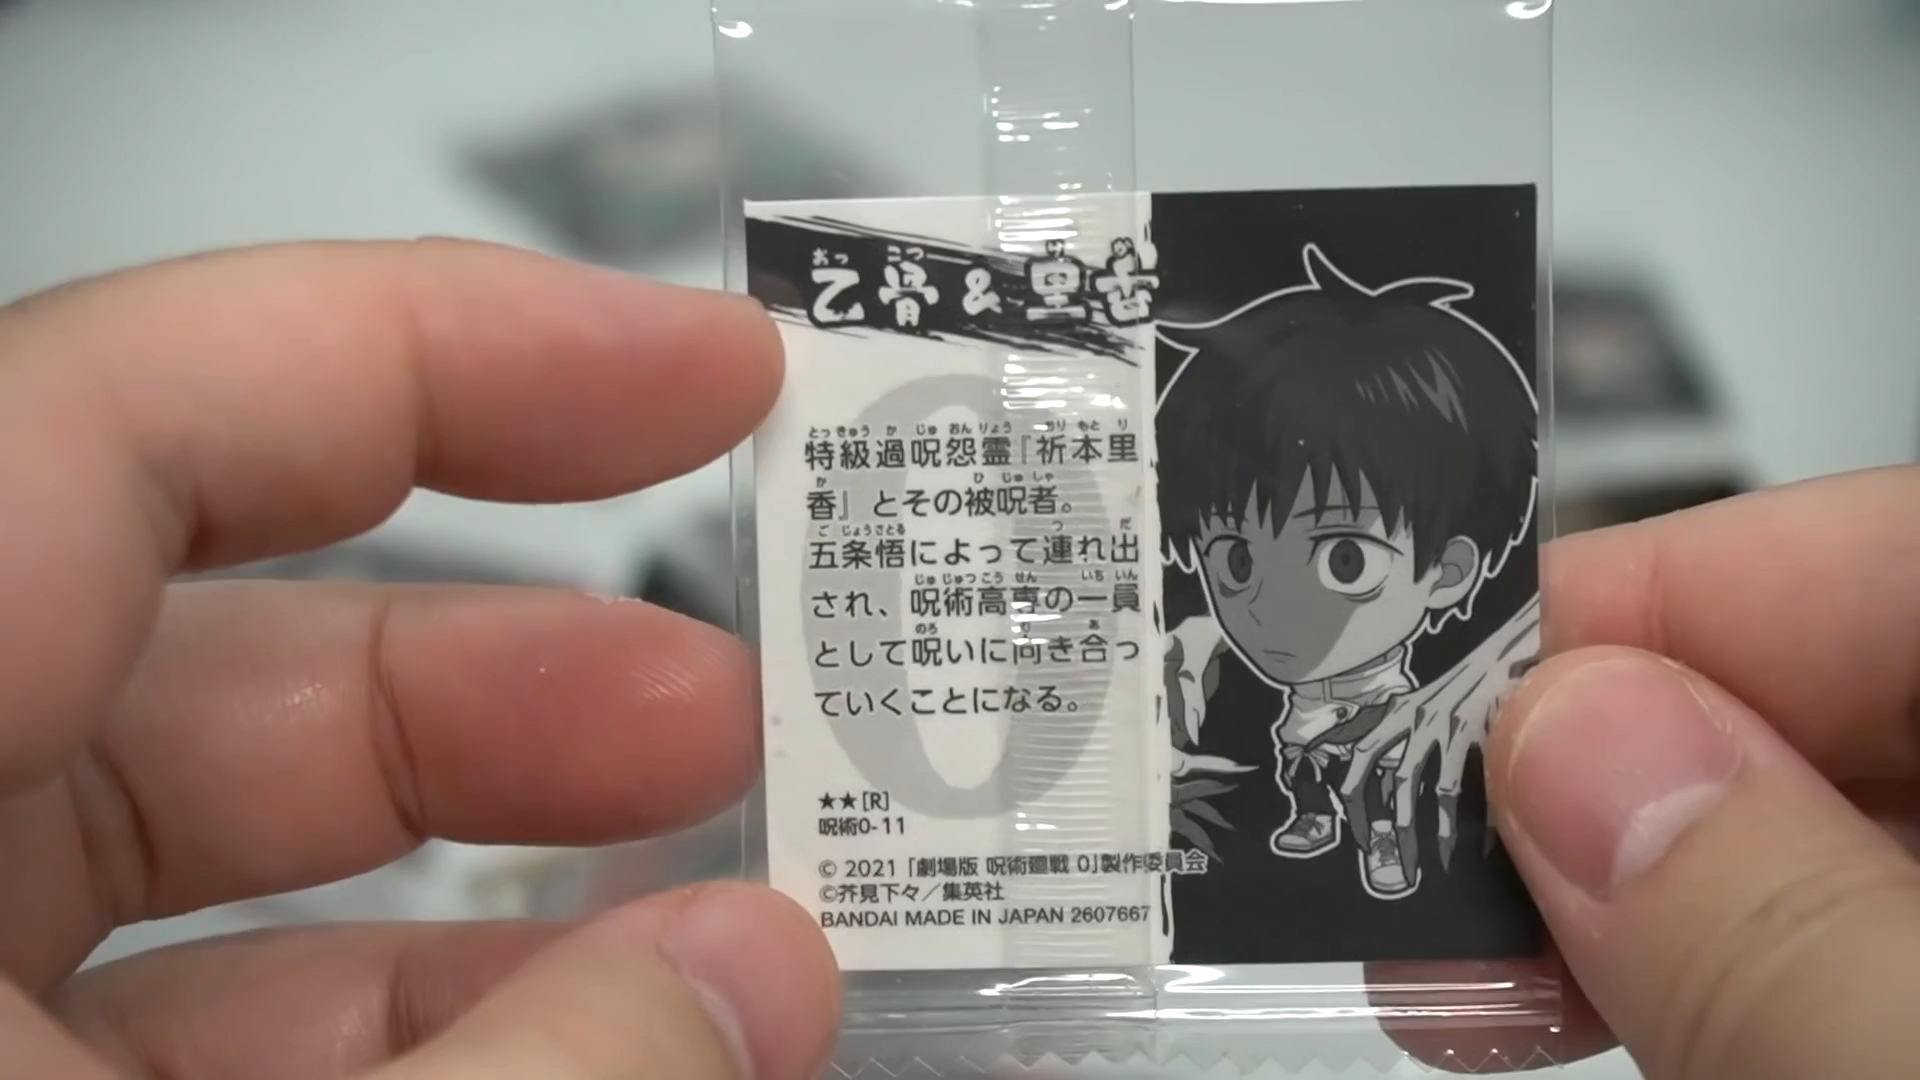 乙骨&里香
特級過呪怨霊『祈本里
香』とその被呪者。
五条悟によって連れ出
され、呪術高専の一員
として呪いに向き合っ
ていくことになる。
★★[R]
呪術0-11
© 2021「劇場版 呪術廻戦 0」製作委員会
©芥見下々／集英社
BANDAI MADE IN JAPAN 2607667